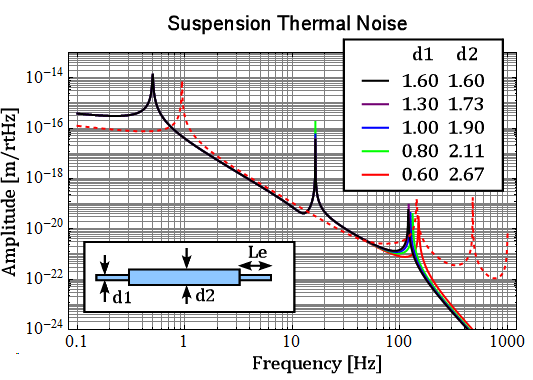 Suspension Thermal Noise
d1 d2
1.60 1.60
1.30 1.73
1.00 1.90
0.80 2.11
0.60 2.67
Amplitude [m/rtHz]
10−14
10−16
10−18
10−20
10−22
10−24
Le
d1
d2
0.1 1 10 100 1000
Frequency [Hz]